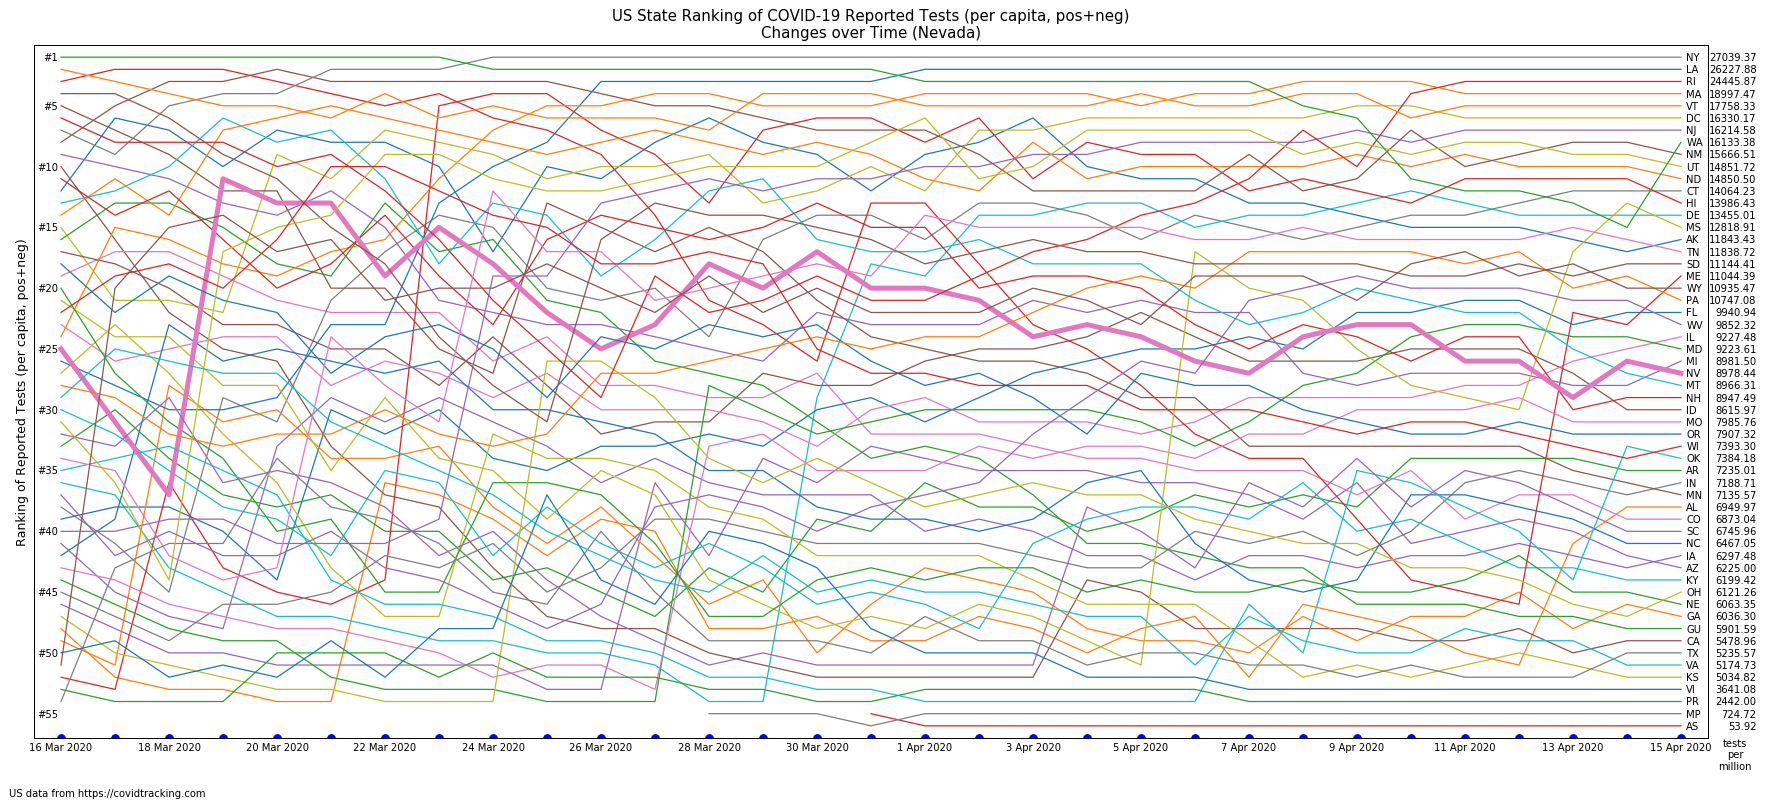 US State Ranking of COVID-19 Reported Tests (per capita, pos+neg)
Changes over Time (Nevada)
Ranking of Reported Tests (per capita, pos+neg)
#1
#5
#10
#15
#20
#25
#30
#35
#40
#45
#50
#55
NY 27039.37
LA 26227.88
RI 24445.87
MA 18997.47
VT 17758.33
DC 16330.17
NJ 16214.58
WA 16133.38
NM 15666.51
UT 14851.72
ND 14850.50
CT 14064.23
HI 13986.43
DE 13455.01
MS 12818.91
AK 11843.43
TN 11838.72
SD 11144.41
ME 11044.39
WY 10935.47
PA 10747.08
FL 9940.94
WV 9852.32
IL 9227.48
MD 9223.61
MI 8981.50
NV 8978.44
MT 8966.31
NH 8947.49
ID 8615.97
MO 7985.76
OR 7907.32
WI 7393.30
OK 7384.18
AR 7235.01
IN 7188.71
MN 7135.57
AL 6949.97
CO 6873.04
SC 6745.96
NC 6467.05
IA 6297.48
AZ 6225.00
KY 6199.42
OH 6121.26
NE 6063.35
GA 6036.30
GU 5901.59
CA 5478.96
TX 5235.57
VA 5174.73
KS 5034.82
VI 3641.08
PR 2442.00
MP 724.72
AS 53.92
16 Mar 2020 18 Mar 2020 20 Mar 2020 22 Mar 2020 24 Mar 2020 26 Mar 2020 28 Mar 2020 30 Mar 2020 1 Apr 2020 3 Apr 2020 5 Apr 2020 7 Apr 2020 9 Apr 2020 11 Apr 2020 13 Apr 2020 15 Apr 2020
tests
per
million
US data from https://covidtracking.com